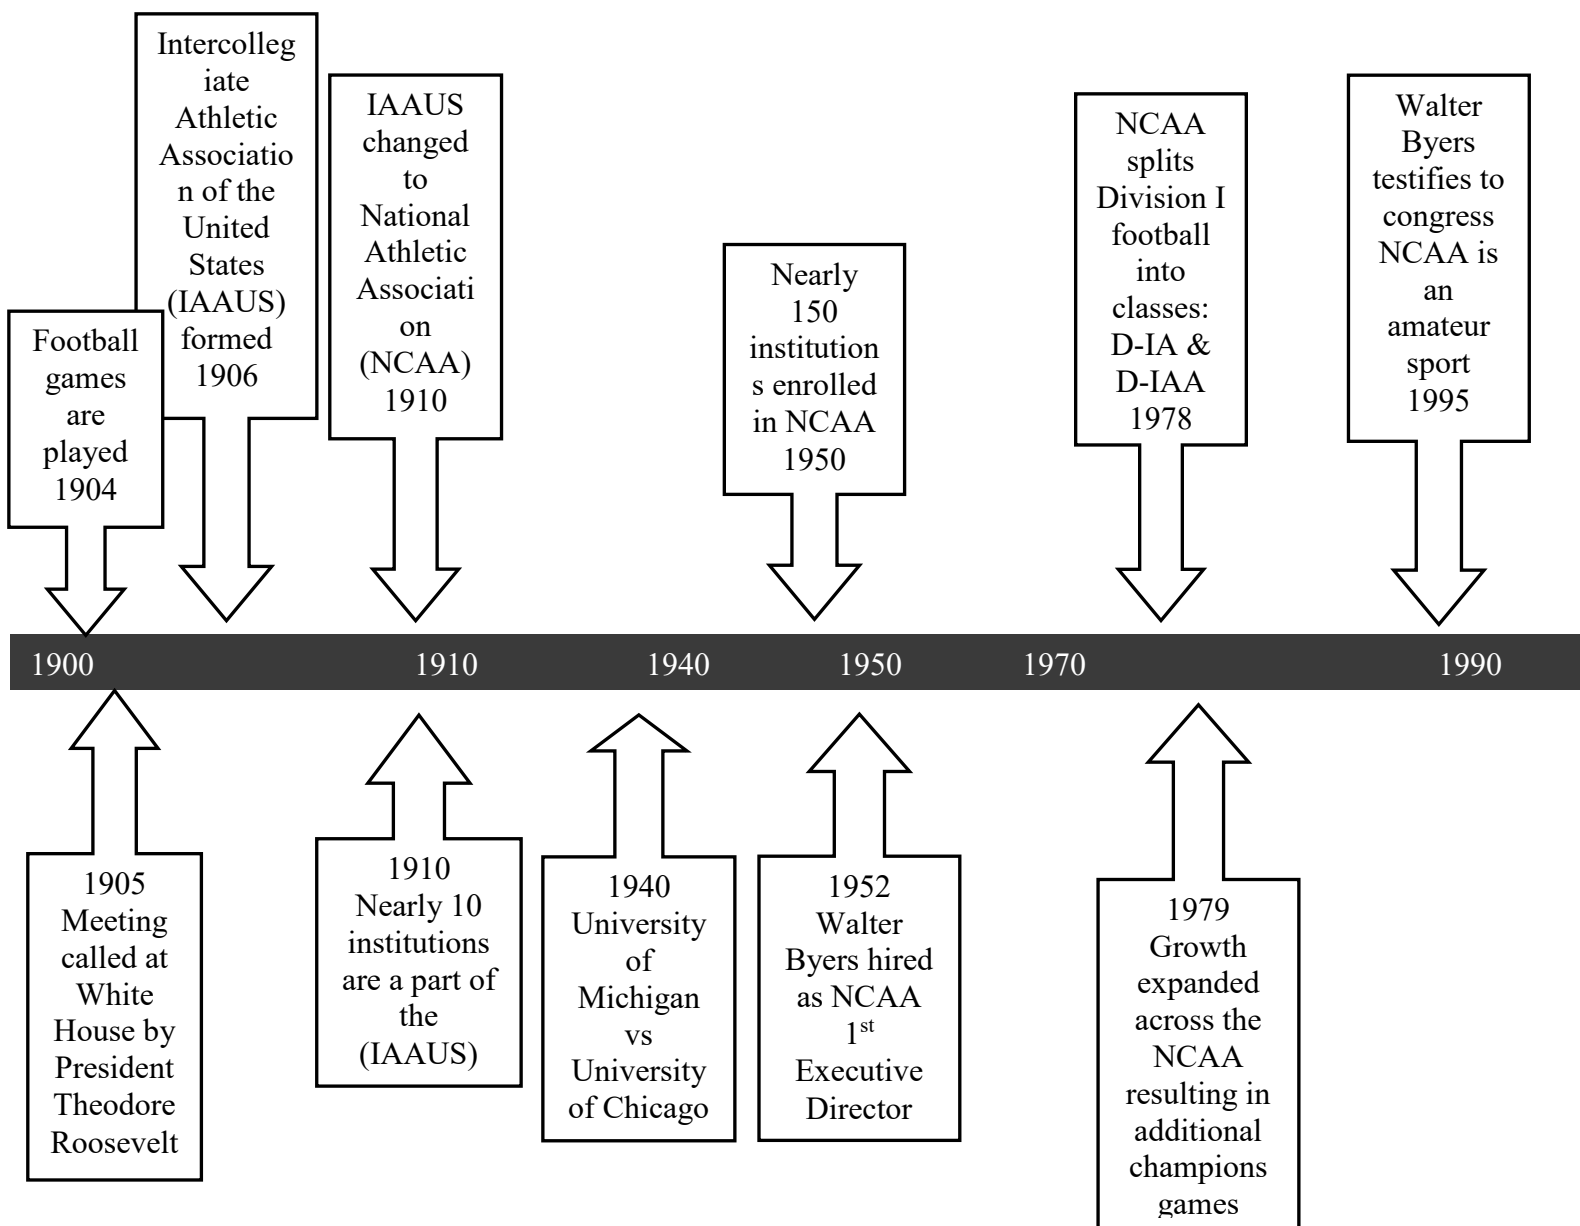 Intercolleg
iate
Athletic
Associatio
n of the
United
States
(IAAUS)
formed
1906
IAAUS
changed
to
National
Athletic
Associati
on
(NCAA)
1910
NCAA
splits
Division I
football
into
classes:
D-IA &
D-IAA
1978
Walter
Byers
testifies to
congress
NCAA is
an
amateur
sport
1995
Nearly
150
institution
s enrolled
in NCAA
1950
Football
games
are
played
1904
1900 1910 1940 1950 1970 1990
1905
Meeting
called at
White
House by
President
Theodore
Roosevelt
1910
Nearly 10
institutions
are a part of
the
(IAAUS)
1940
University
of
Michigan
vs
University
of Chicago
1952
Walter
Byers hired
as NCAA
1st
Executive
Director
1979
Growth
expanded
across the
NCAA
resulting in
additional
champions
games